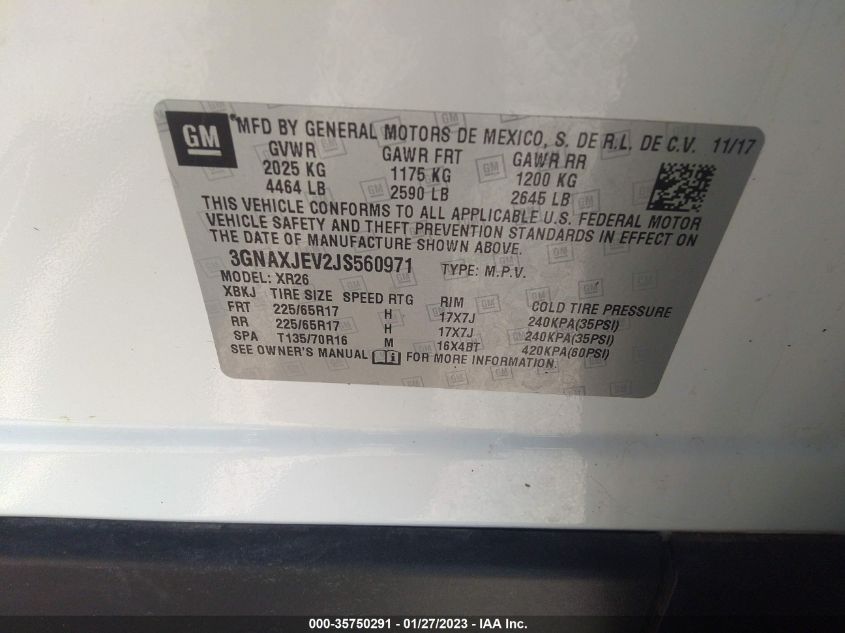 GM MFD BY GENERAL MOTORS DE MEXICO, S. DE R.L. DE C.V. 11/17
GVWR GAWR FRT GAWR RR
2025 KG 1175 KG 1200 KG
4464 LB 2590 LB 2645 LB
THIS VEHICLE CONFORMS TO ALL APPLICABLE U.S. FEDERAL MOTOR
VEHICLE SAFETY AND THEFT PREVENTION STANDARDS IN EFFECT ON
THE DATE OF MANUFACTURE SHOWN ABOVE.
3GNAXJEV2JS560971 TYPE: M.P.V.
MODEL: XR26
XBKJ TIRE SIZE SPEED RTG RIM COLD TIRE PRESSURE
FRT 225/65R17 H 17X7J 240KPA(35PSI)
RR 225/65R17 H 17X7J 240KPA(35PSI)
SPA T135/70R16 M 16X4BT 420KPA(60PSI)
SEE OWNER'S MANUAL FOR MORE INFORMATION.
000-35750291 - 01/27/2023 - IAA Inc.